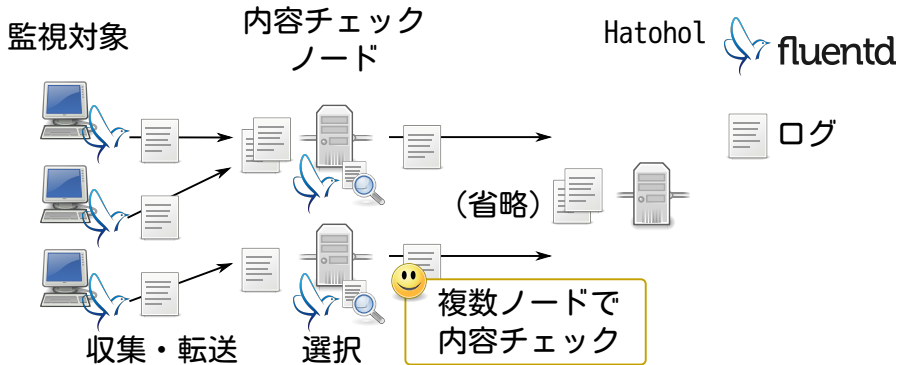 監視対象
内容チェック
ノード
Hatohol
fluentd
ログ
（省略）
収集・転送
選択
複数ノードで
内容チェック